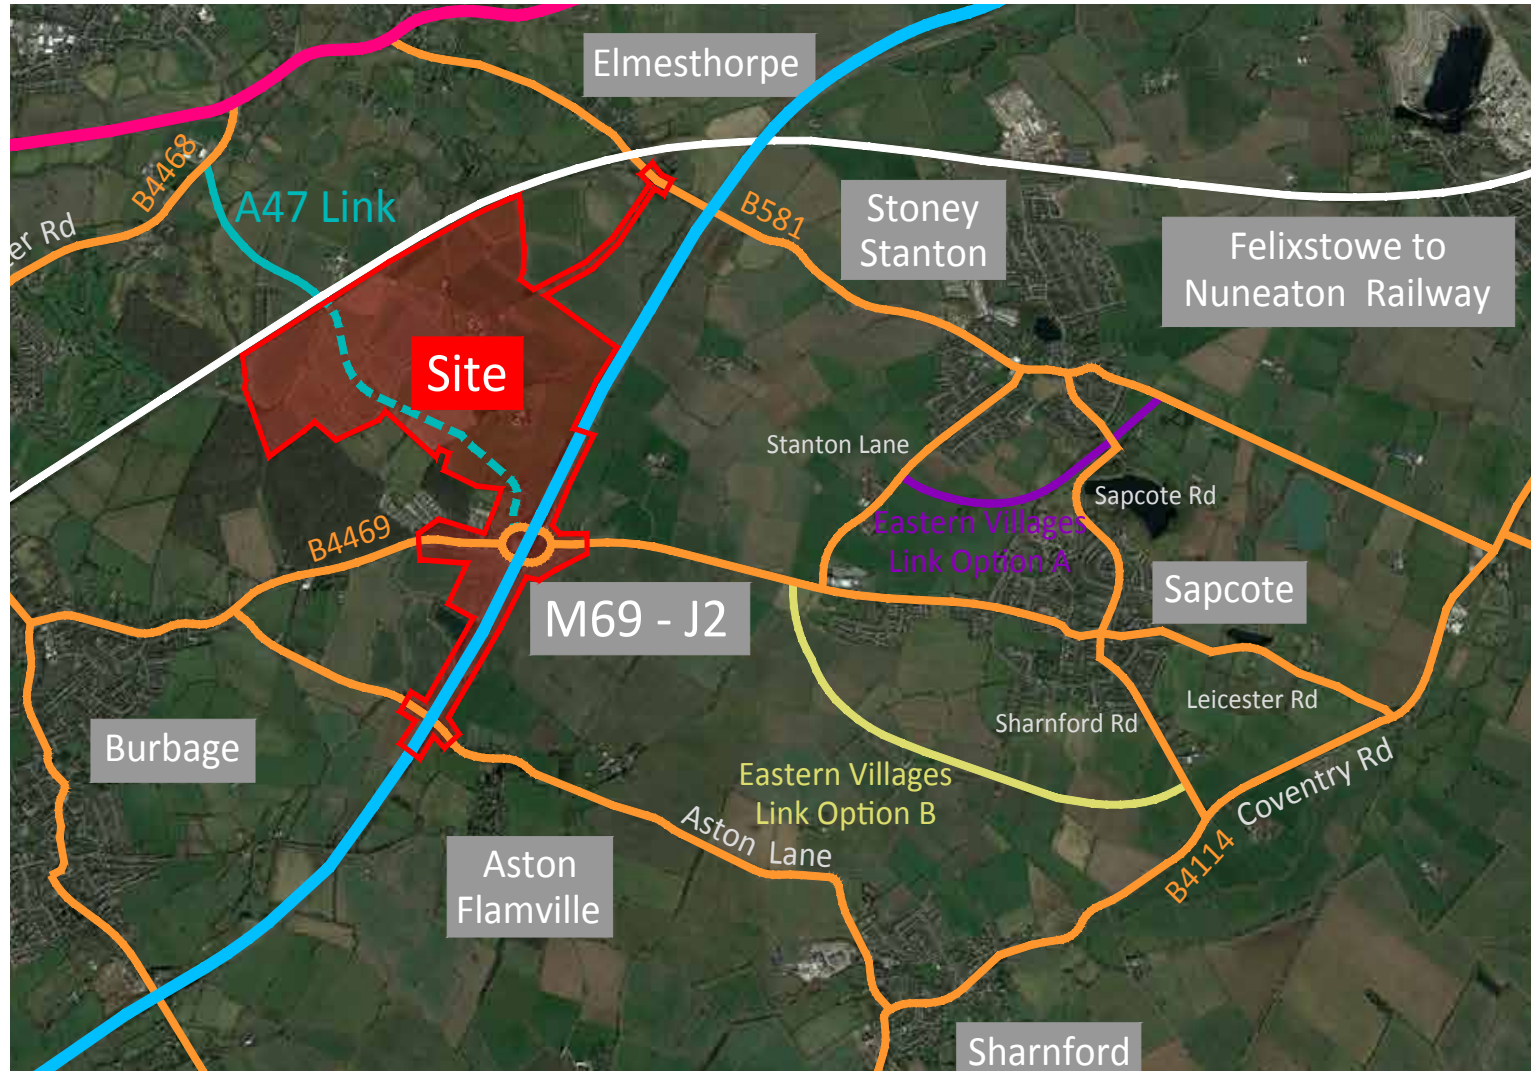 Elmesthorpe
B4468
A47 Link
er Rd
B581
Stoney
Stanton
Felixstowe to
Nuneaton Railway
Site
Stanton Lane
Sapcote Rd
Eastern Villages
Link Option A
B4469
Sapcote
M69 - J2
Leicester Rd
Sharnford Rd
Burbage
Eastern Villages
Link Option B
Coventry Rd
Aston Lane
B4114
Aston
Flamville
Sharnford